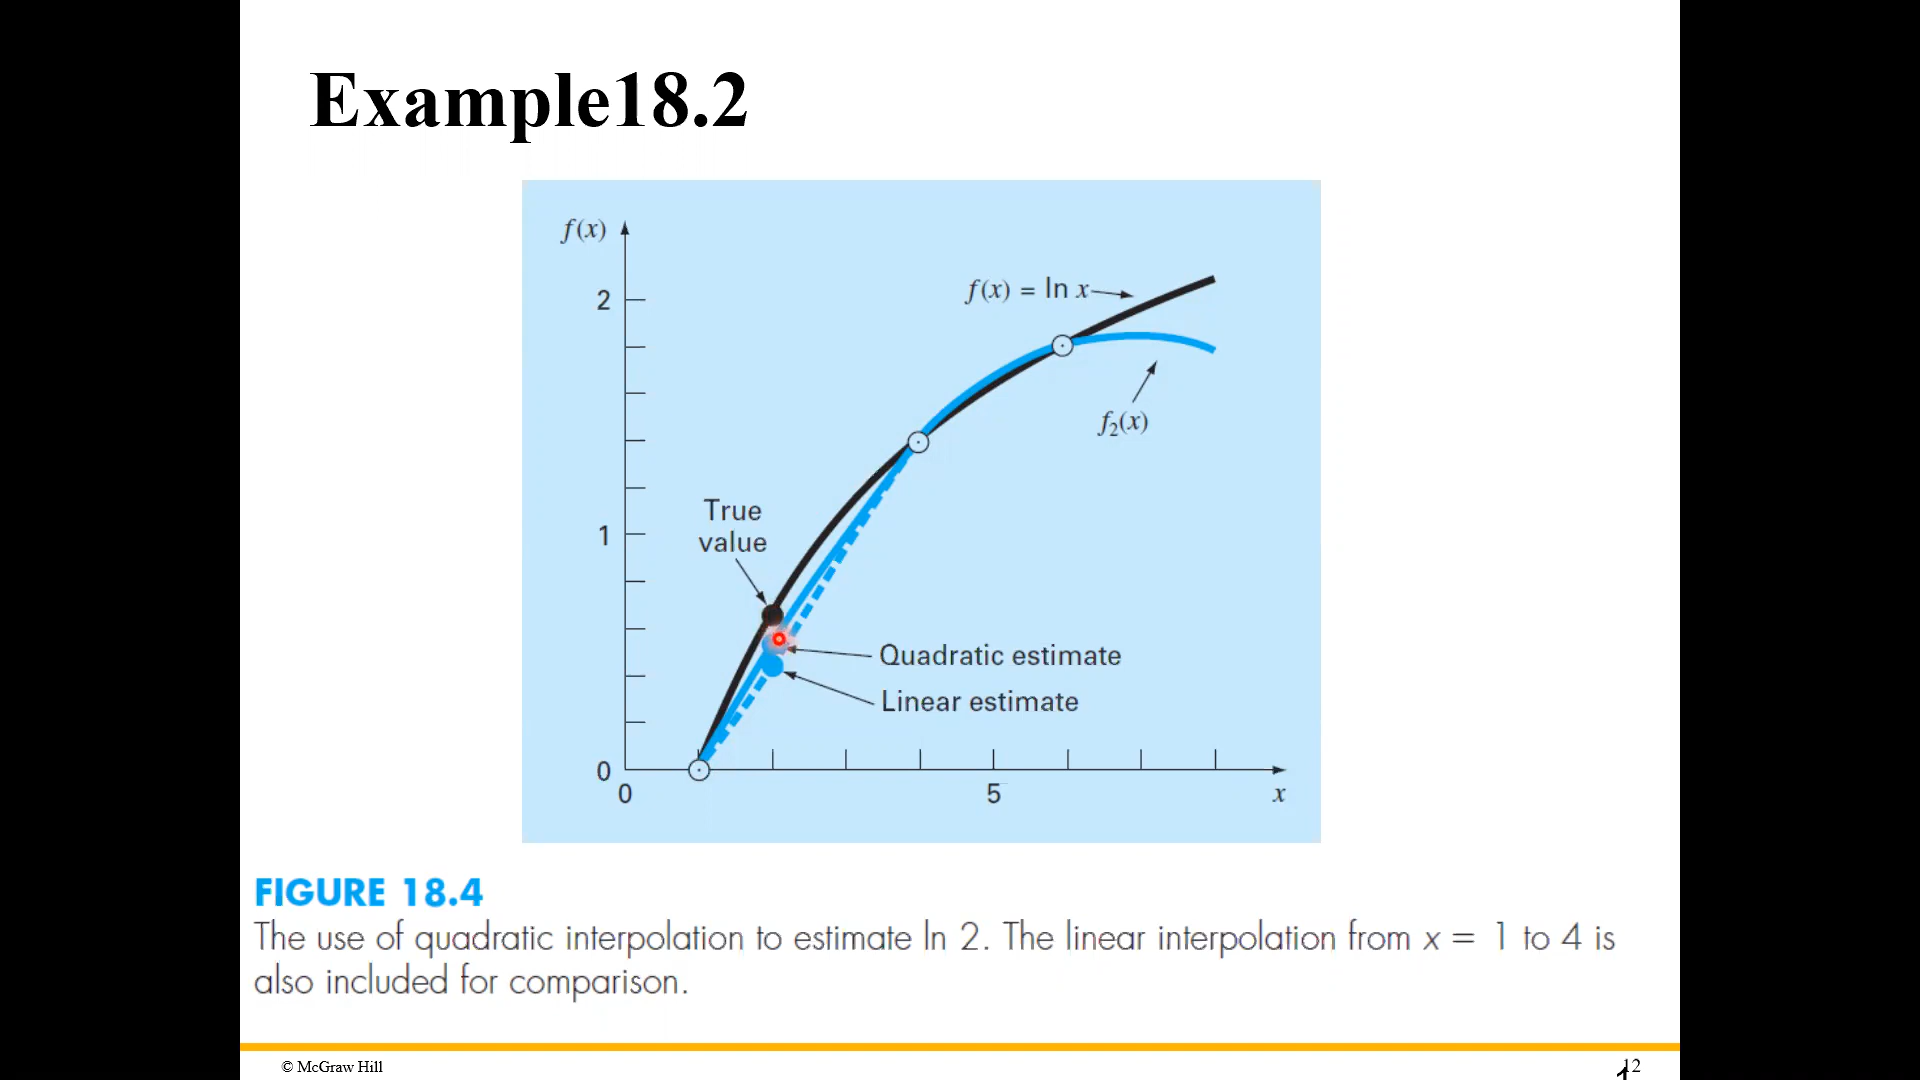 Example18.2
f(x)
2
f(x) = ln x
f₂(x)
True
value
1
Quadratic estimate
Linear estimate
0
0
5
x
FIGURE 18.4
The use of quadratic interpolation to estimate ln 2. The linear interpolation from x = 1 to 4 is
also included for comparison.
© McGraw Hill
12
1